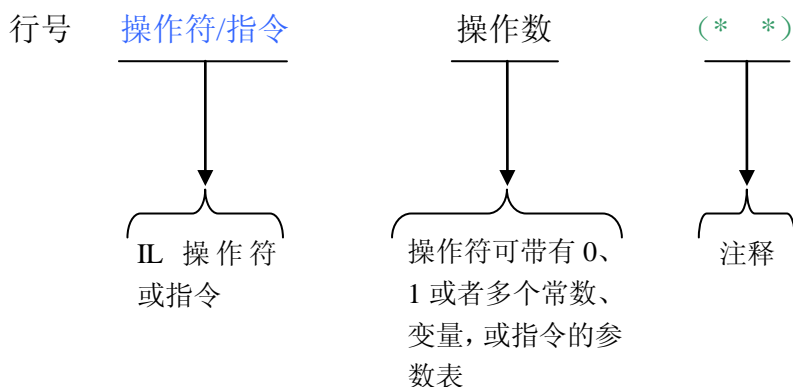 行号 操作符/指令 操作数 (* *)
IL 操作符
或指令
操作符可带有 0、
1 或者多个常数、
变量,或指令的参
数表
注释